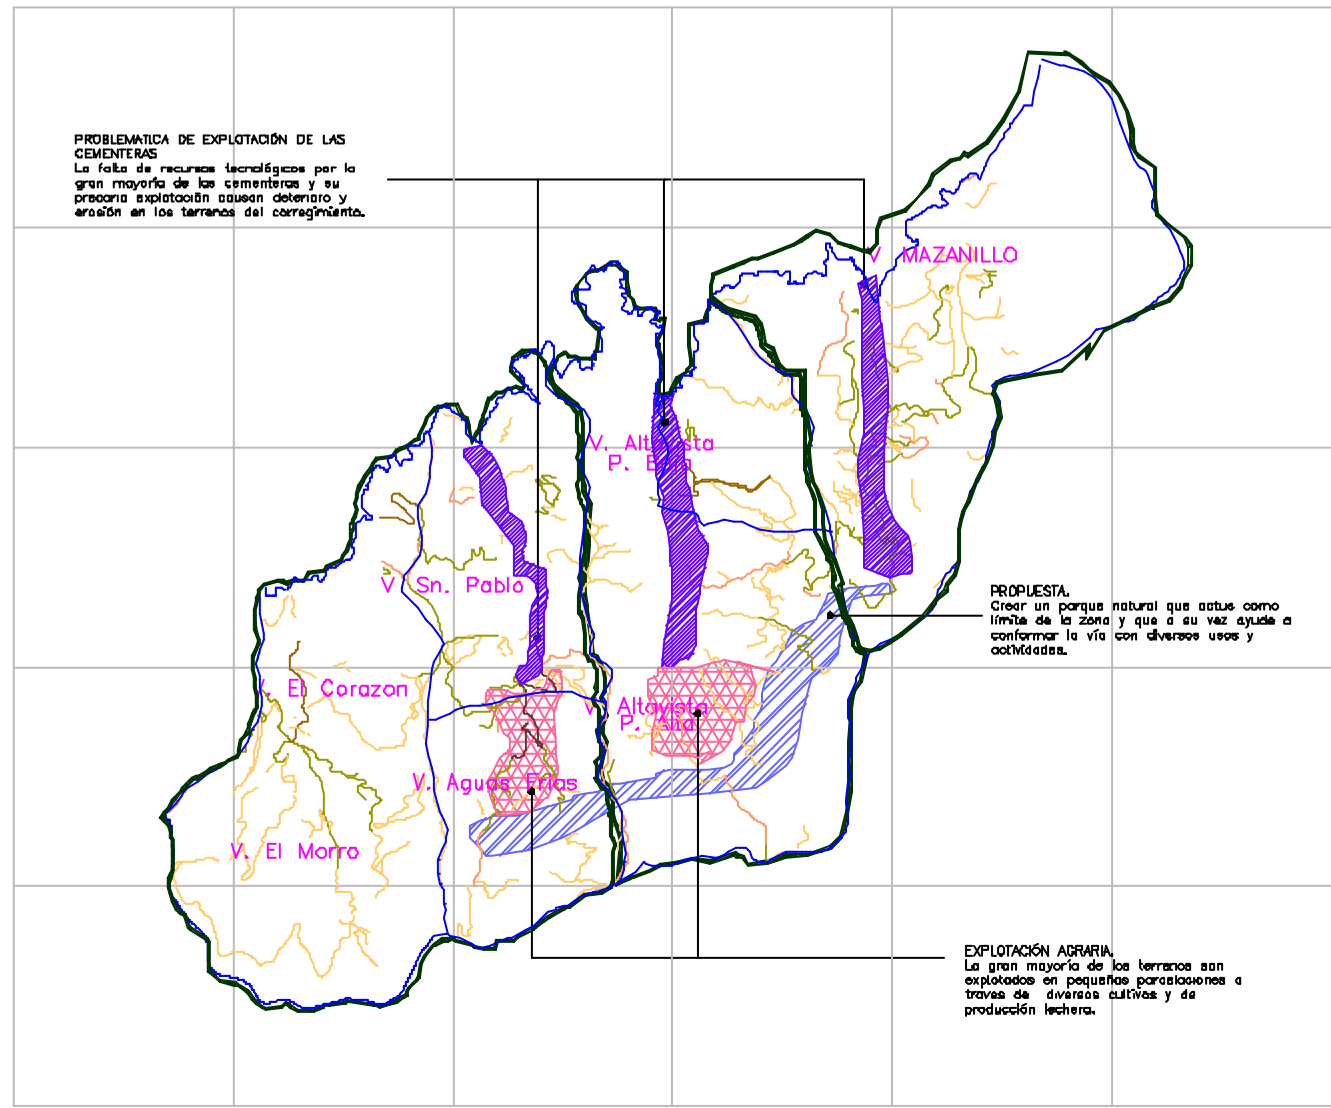 PROBLEMATICA DE EXPLOTACIÓN DE LAS
CEMENTERAS
La falta de recursos tecnológicos por la
gran mayoría de las cementeras y su
precaria explotación causan deterioro y
erosión en los terrenos del corregimiento.
V MAZANILLO
V. Altavista
P. Baja
V Sn. Pablo
PROPUESTA.
Crear un parque natural que actue como
límite de la zona y que a su vez ayude a
conformar la vía con diversos usos y
actividades.
V. El Corazon
V Altavista
P. Alta
V. Aguas Frias
V. El Morro
EXPLOTACIÓN AGRARIA.
La gran mayoría de los terrenos son
explotados en pequeñas parcelaciones a
traves de diversos cultivos y de
producción lechera.